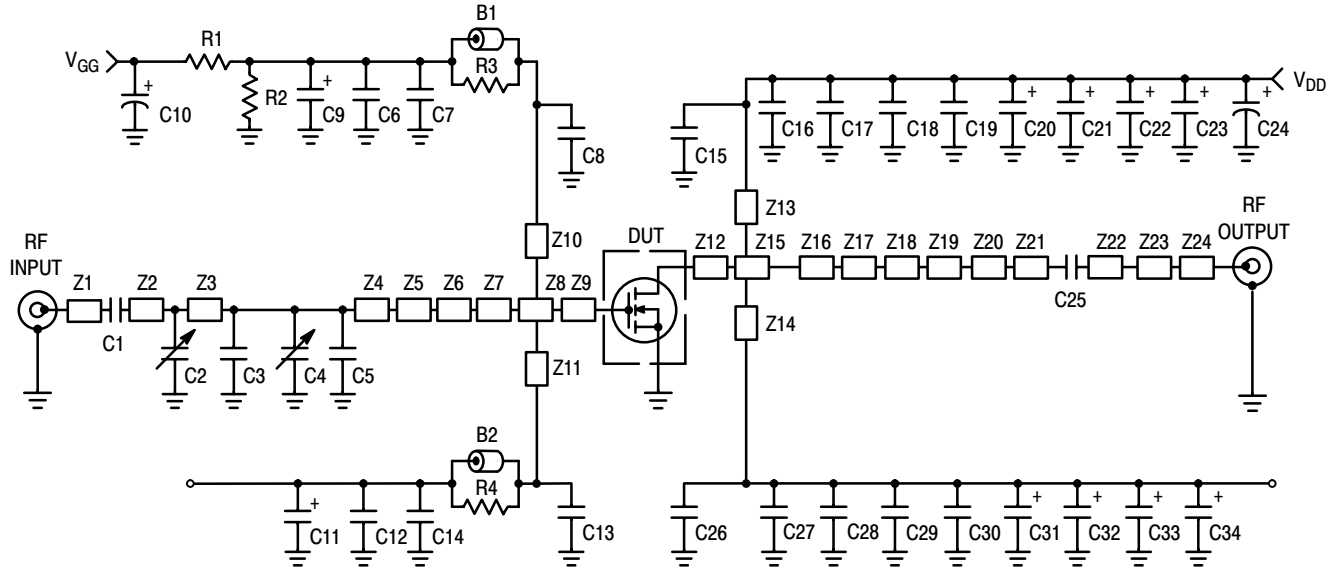 B1
R1
V_GG
R3
V_DD
+
+
R2
C10
C9
C6
C7
C8
C15
C16
C17
C18
C19
+
C20
+
C21
+
C22
+
C23
+
C24
Z13
RF
INPUT
Z10
DUT
RF
OUTPUT
Z12
Z15
Z16
Z17
Z18
Z19
Z20
Z21
Z22
Z23
Z24
Z1
Z2
Z3
Z4
Z5
Z6
Z7
Z8
Z9
C25
C1
Z14
C2
C3
C4
C5
Z11
B2
R4
+
C11
C12
C14
C13
C26
C27
C28
C29
C30
+
C31
+
C32
+
C33
+
C34